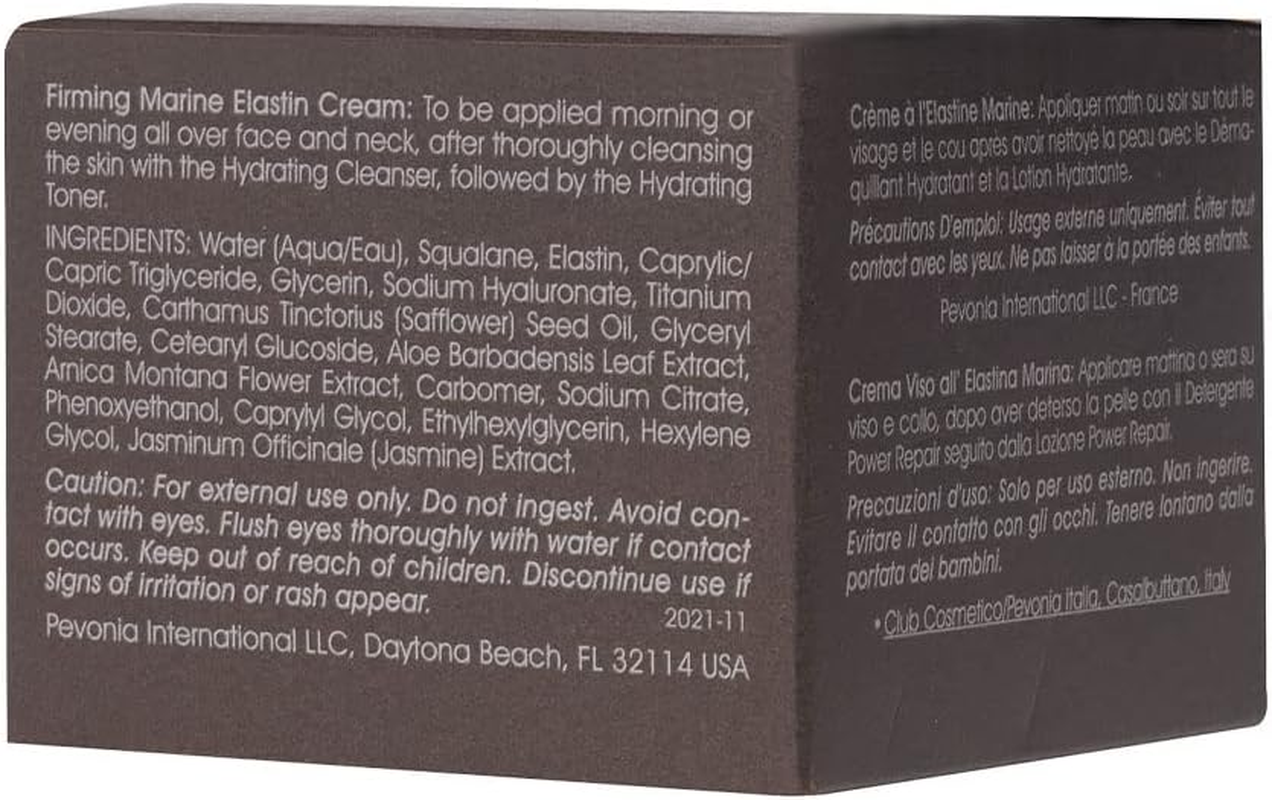 Firming Marine Elastin Cream: To be applied morning or
evening all over face and neck, after thoroughly cleansing
the skin with the Hydrating Cleanser, followed by the Hydrating
Toner.
INGREDIENTS: Water (Aqua/Eau), Squalane, Elastin, Caprylic/
Capric Triglyceride, Glycerin, Sodium Hyaluronate, Titanium
Dioxide, Carthamus Tinctorius (Safflower) Seed Oil, Glyceryl
Stearate, Cetearyl Glucoside, Aloe Barbadensis Leaf Extract,
Arnica Montana Flower Extract, Carbomer, Sodium Citrate,
Phenoxyethanol, Caprylyl Glycol, Ethylhexylglycerin, Hexylene
Glycol, Jasminum Officinale (Jasmine) Extract.
Caution: For external use only. Do not ingest. Avoid con-
tact with eyes. Flush eyes thoroughly with water if contact
occurs. Keep out of reach of children. Discontinue use if
signs of irritation or rash appear.
2021-11
Pevonia International LLC, Daytona Beach, FL 32114 USA
Crème à l'Elastine Marine: Appliquer matin ou soir sur tout le
visage et le cou après avoir nettoyé la peau avec le Déma-
quillant Hydratant et la Lotion Hydratante.
Précautions D'emploi: Usage externe uniquement. Éviter tout
contact avec les yeux. Ne pas laisser à la portée des enfants.
Pevonia International LLC - France
Crema Viso all' Elastina Marina: Applicare mattina o sera su
viso e collo, dopo aver deterso la pelle con il Detergente
Power Repair seguito dalla Lozione Power Repair.
Precauzioni d'uso: Solo per uso esterno. Non ingerire.
Evitare il contatto con gli occhi. Tenere lontano dalla
portata dei bambini.
• Club Cosmetico/Pevonia Italia, Casalbuttano, Italy